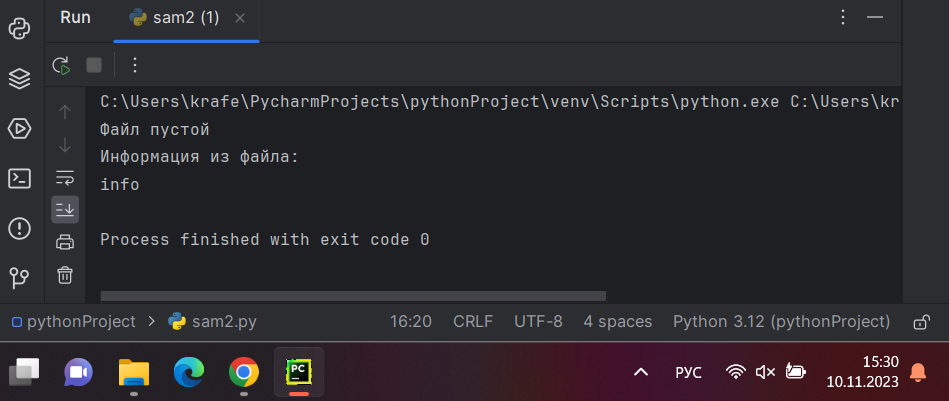 Run sam2 (1)
C:\Users\krafe\PycharmProjects\pythonProject\venv\Scripts\python.exe C:\Users\kr
Файл пустой
Информация из файла:
info
Process finished with exit code 0
pythonProject > sam2.py 16:20 CRLF UTF-8 4 spaces Python 3.12 (pythonProject)
PC РУС 15:30
10.11.2023